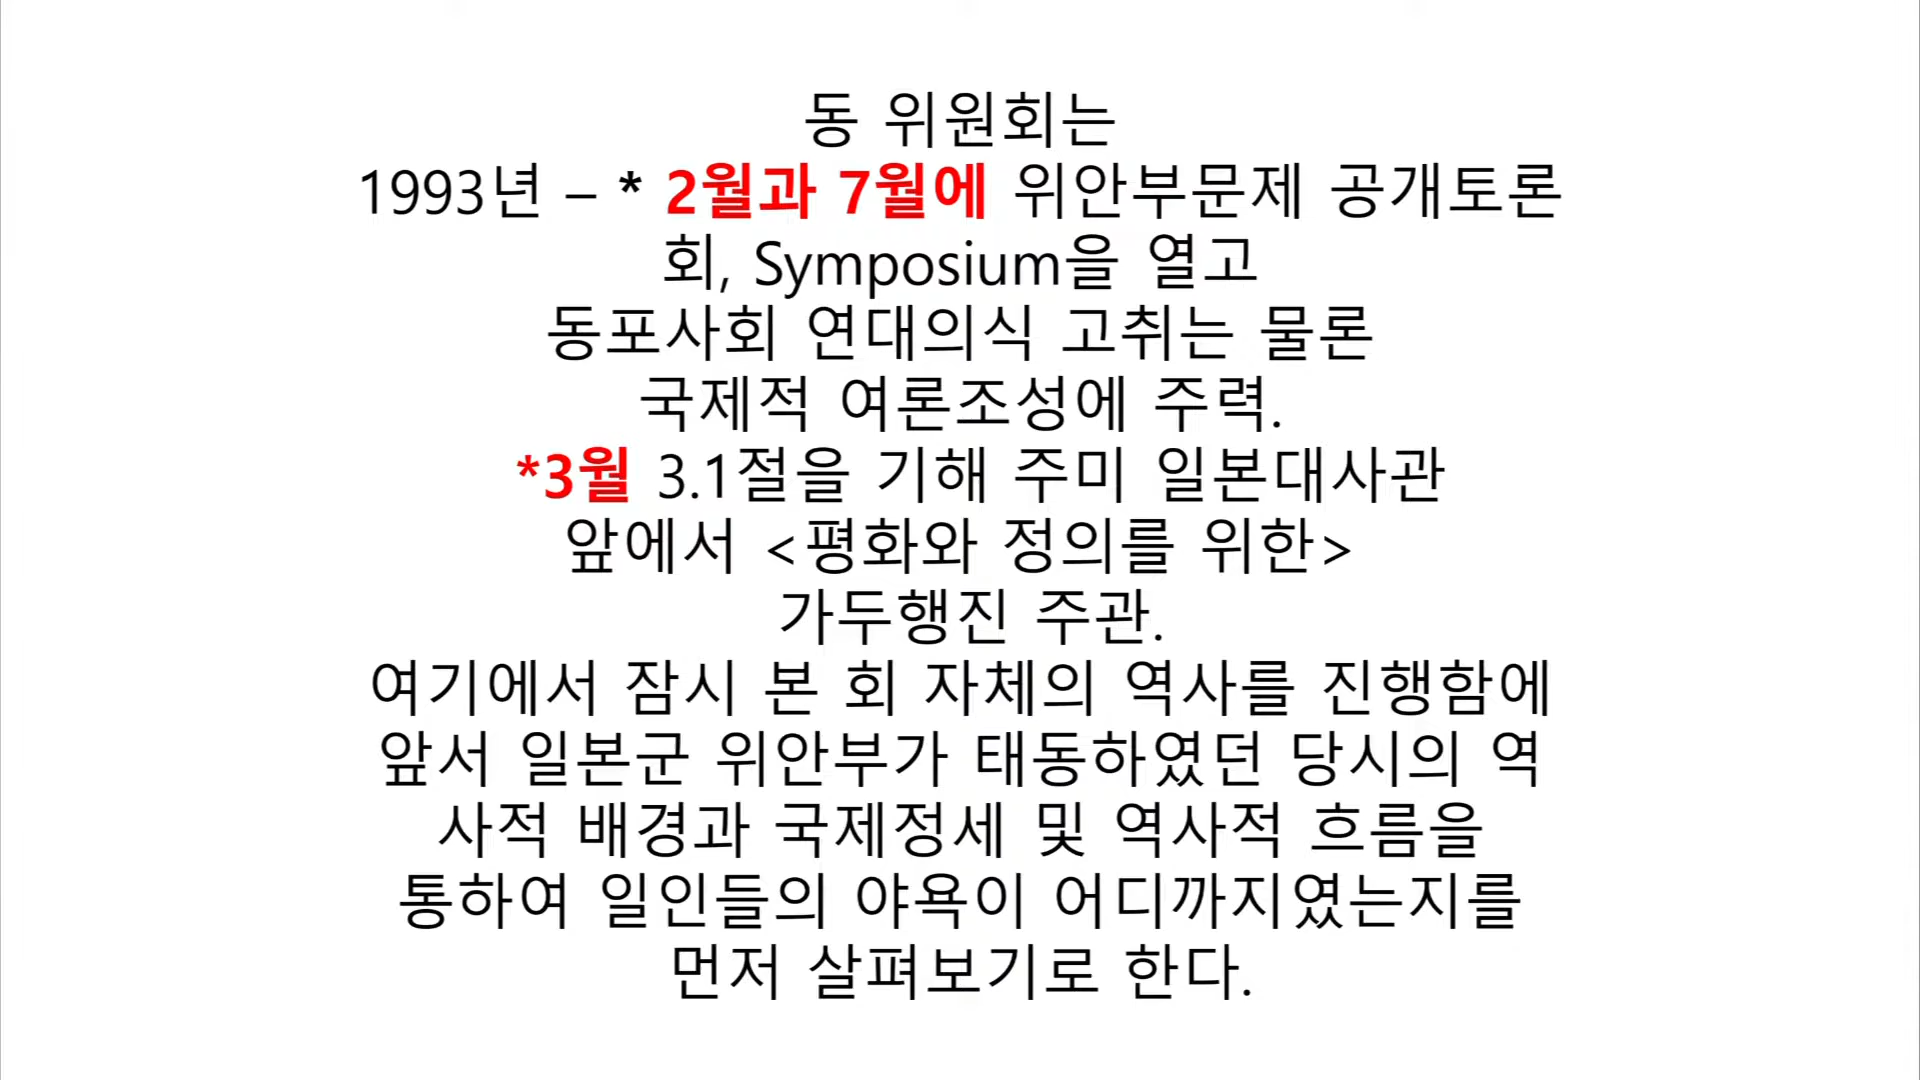 동 위원회는
1993년 – * 2월과 7월에 위안부문제 공개토론
회, Symposium을 열고
동포사회 연대의식 고취는 물론
국제적 여론조성에 주력.
*3월 3.1절을 기해 주미 일본대사관
앞에서 <평화와 정의를 위한>
가두행진 주관.
여기에서 잠시 본 회 자체의 역사를 진행함에
앞서 일본군 위안부가 태동하였던 당시의 역
사적 배경과 국제정세 및 역사적 흐름을
통하여 일인들의 야욕이 어디까지였는지를
먼저 살펴보기로 한다.